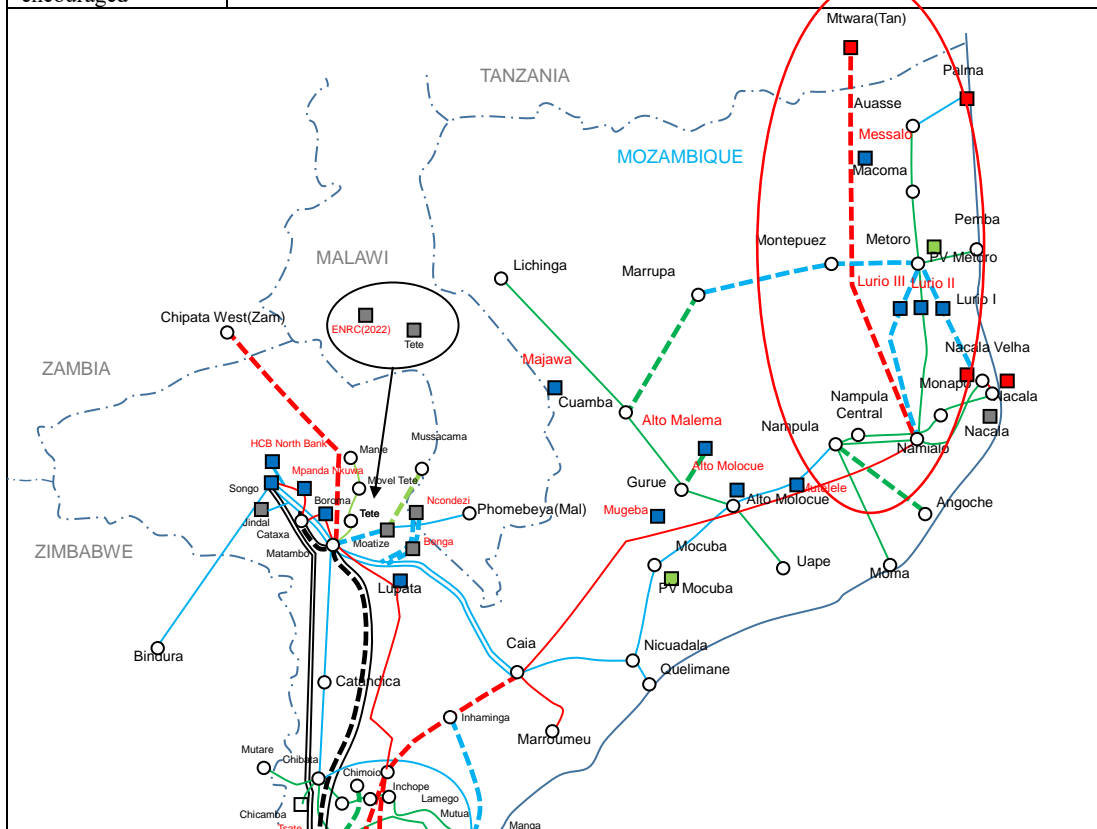 encouraged
Mtwara(Tan)
TANZANIA
Palma
Auasse
Messalo
MOZAMBIQUE
Macoma
Pemba
Montepuez
Metoro
PV Metoro
MALAWI
Lichinga
Marrupa
Lurio III
Lurio II
Lurio I
Chipata West(Zam)
ENRC(2022)
Tete
Nacala Velha
ZAMBIA
Majawa
Monapo
Nacala
Cuamba
Nampula
Central
Alto Malema
Nampula
Nacala
HCB North Bank
Manje
Mussacama
Namialo
Mpanda Nkuwa
Movel Tete
Alto Molocue
Songo
Boroma
Tete
Ncondezi
Gurue
Alto Molocue
Mutelele
Angoche
Jindal
Phomebeya(Mal)
Mugeba
Cataxa
Moatize
Benga
ZIMBABWE
Matambo
Mocuba
Uape
Moma
Lupata
PV Mocuba
Bindura
Caia
Nicuadala
Quelimane
Catandica
Inhaminga
Marroumeu
Mutare
Chibata
Chimoio
Inchope
Lamego
Chicamba
Mutua
Tsate
Manga